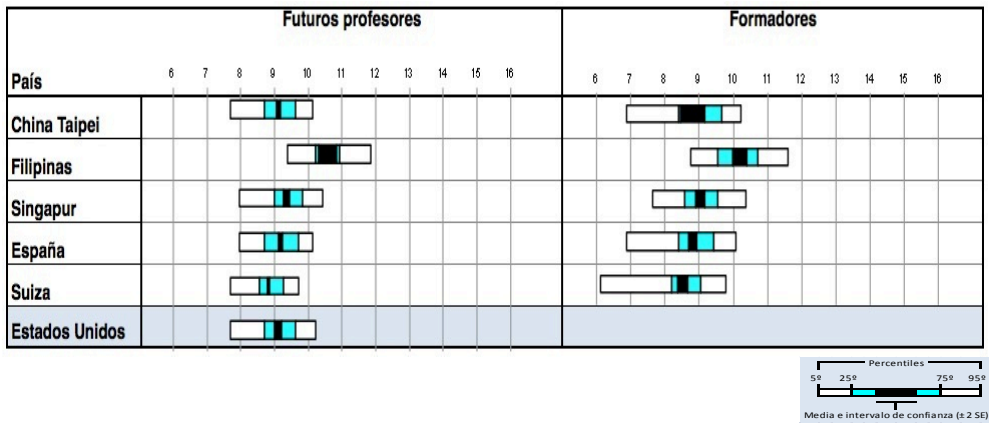 Futuros profesores Formadores
País 6 7 8 9 10 11 12 13 14 15 16 6 7 8 9 10 11 12 13 14 15 16
China Taipei
Filipinas
Singapur
España
Suiza
Estados Unidos
Percentiles
5º 25º 75º 95º
Media e intervalo de confianza (± 2 SE)